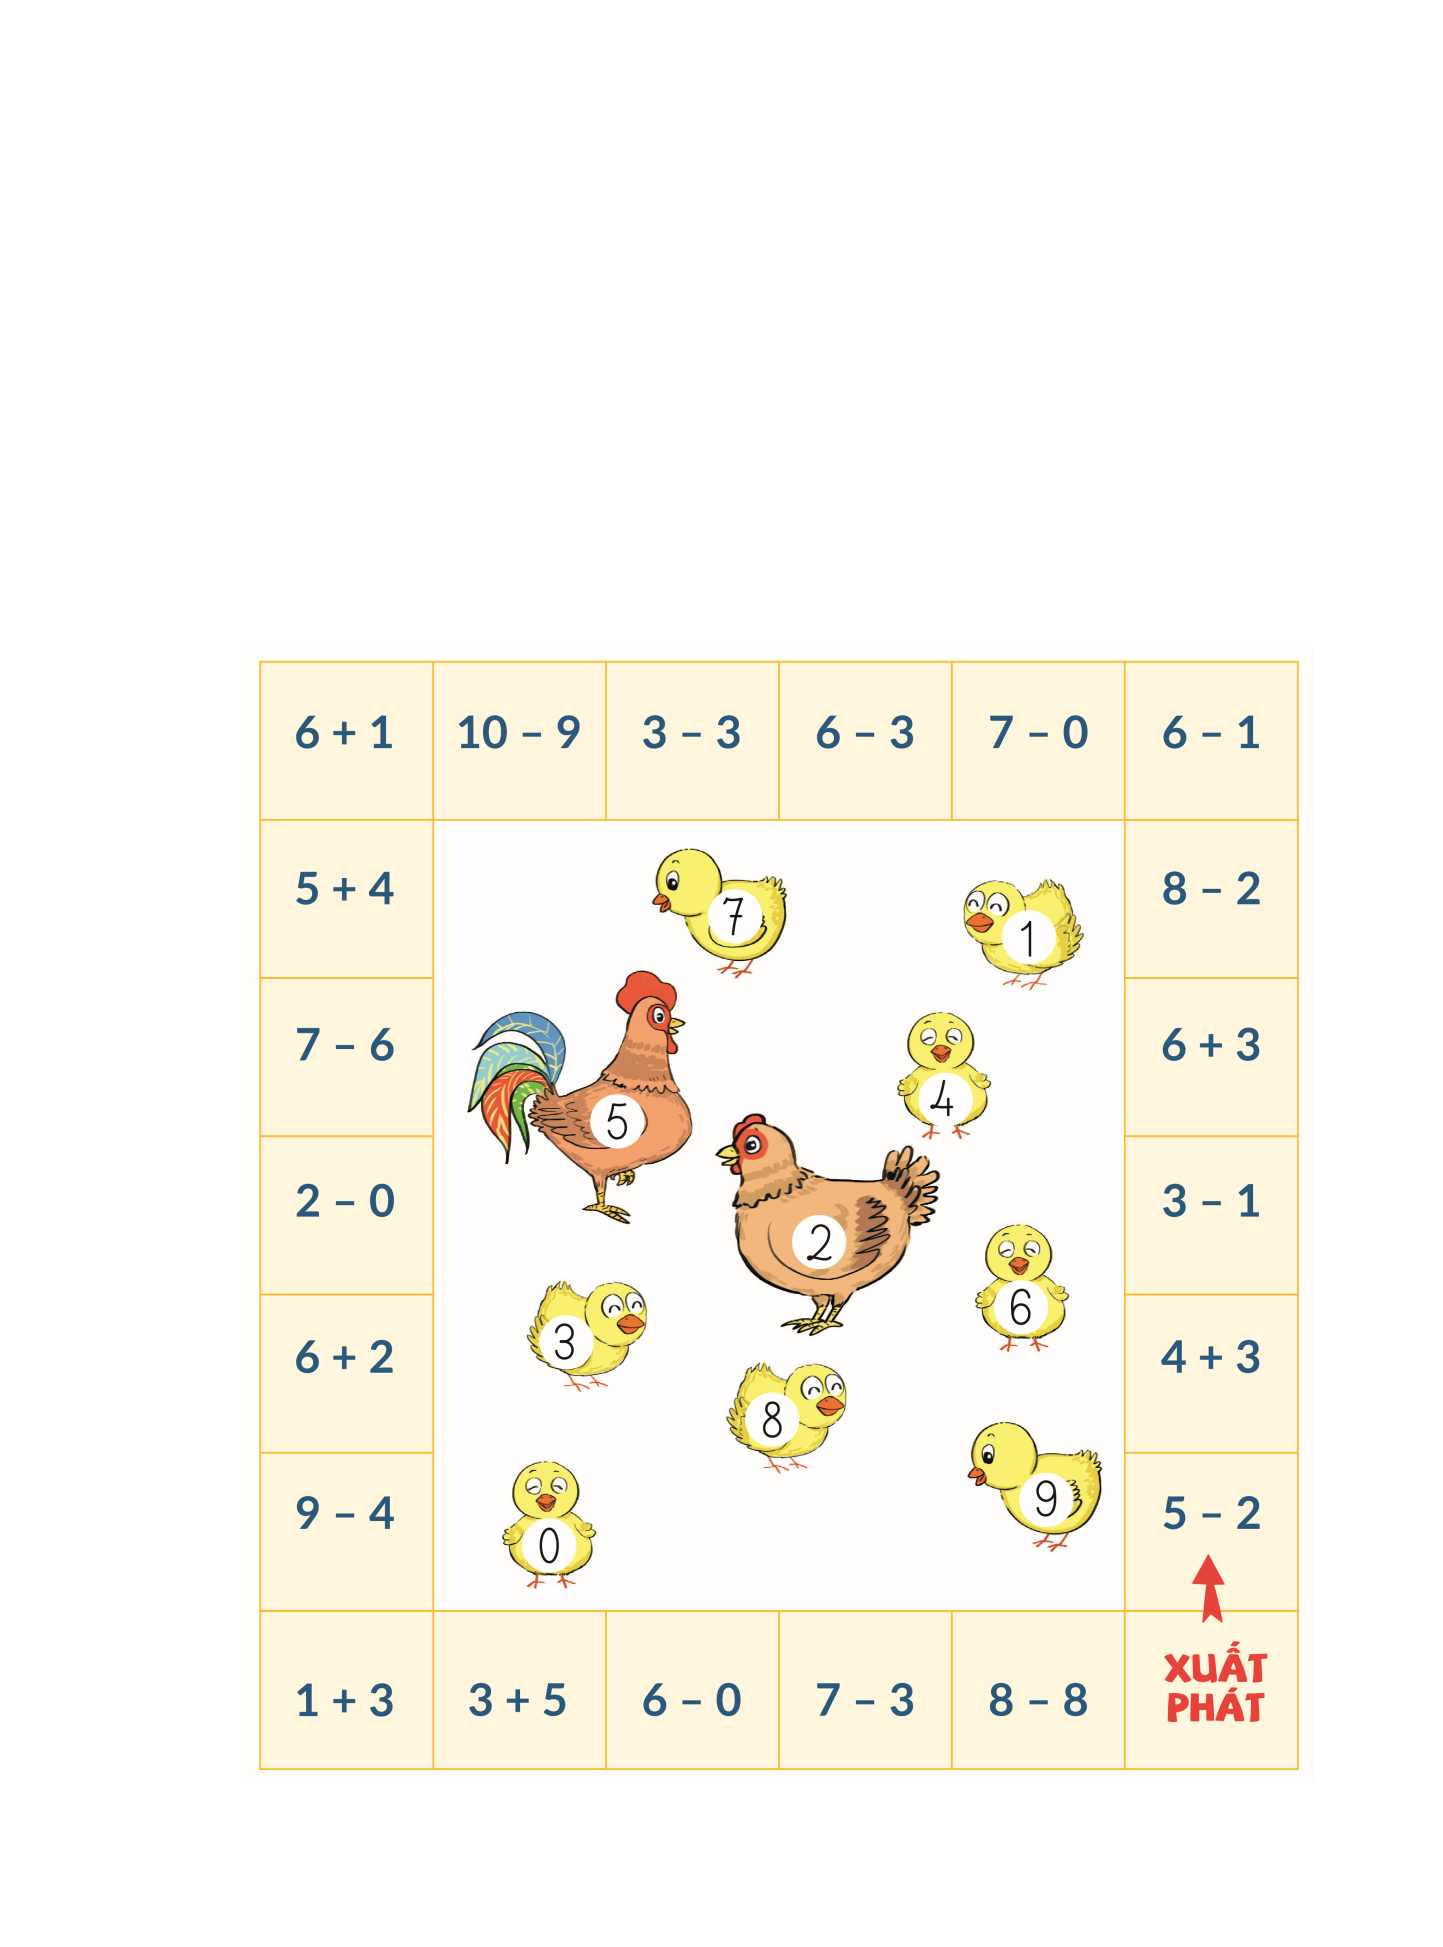 6 + 1 10 – 9 3 – 3 6 – 3 7 – 0 6 – 1
5 + 4 8 – 2
7
1
7 – 6 6 + 3
4
5
2 – 0 3 – 1
2
6
3
6 + 2 4 + 3
8
9
9 – 4 5 – 2
0
1 + 3 3 + 5 6 – 0 7 – 3 8 – 8
XUẤT
PHÁT